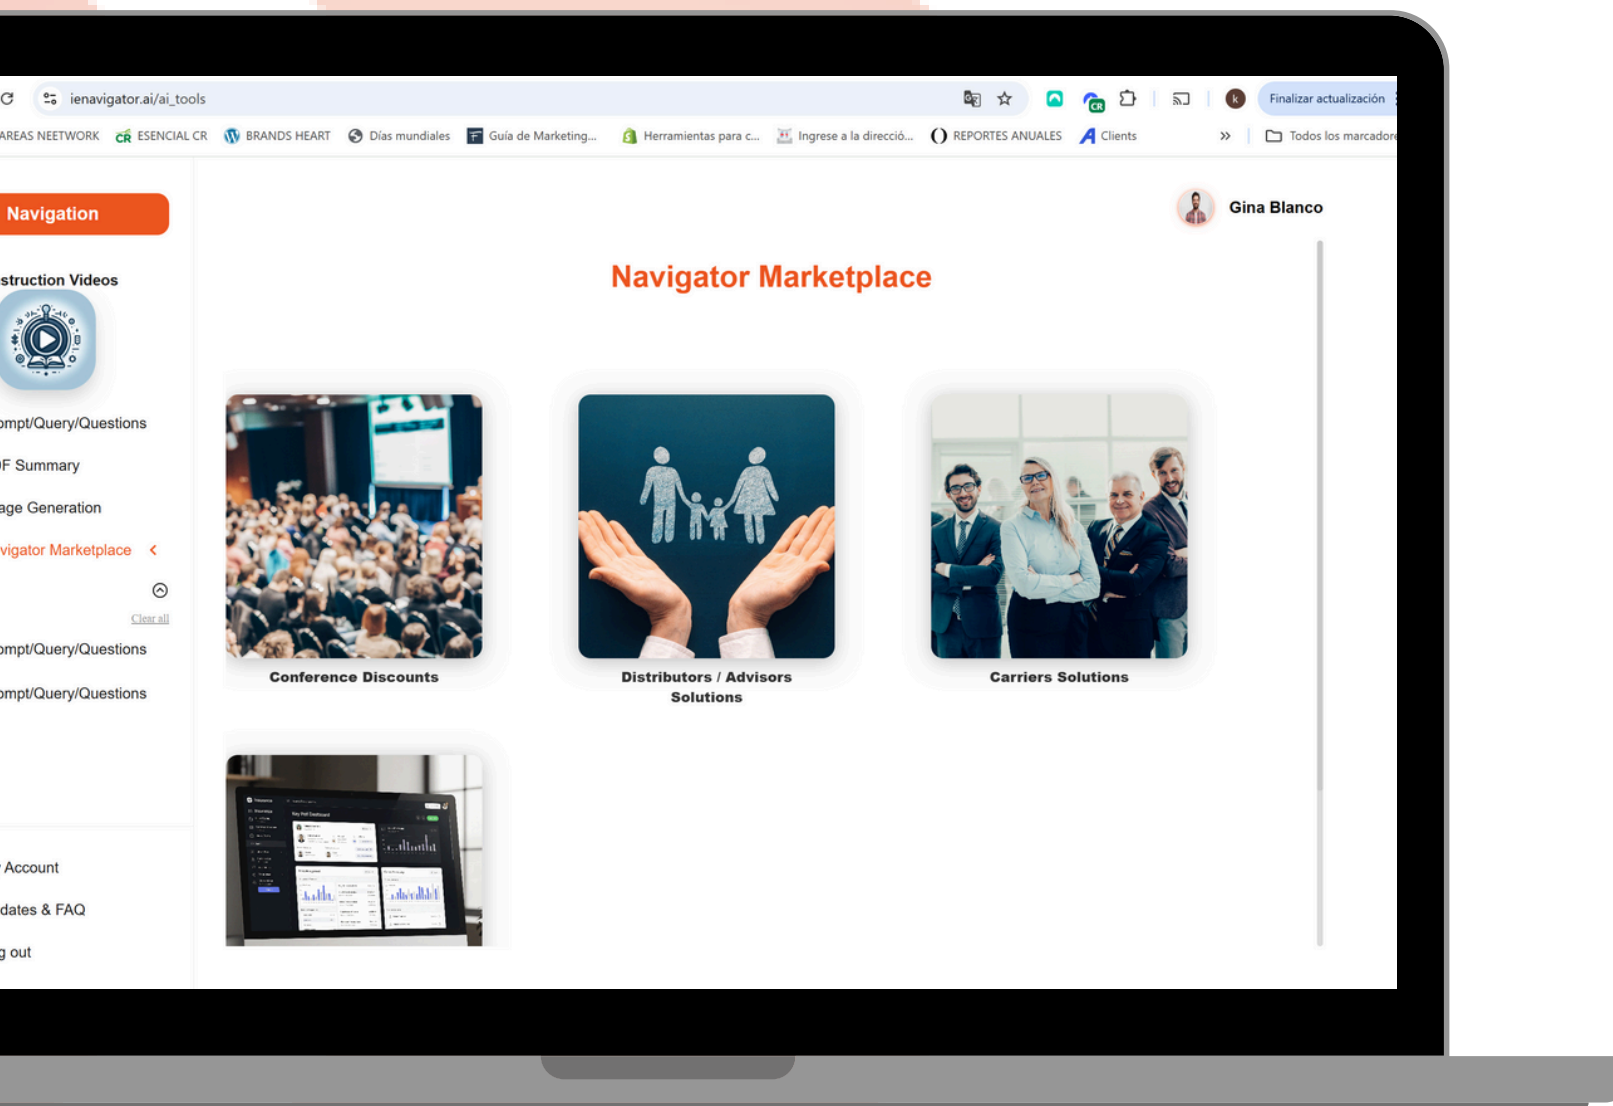 ienavigator.ai/ai_tools
Finalizar actualización
k
CR
AREAS NEETWORK
CR ESENCIAL CR
BRANDS HEART
Días mundiales
Guía de Marketing...
Herramientas para c...
Ingrese a la direcció...
REPORTES ANUALES
Clients
Todos los marcadore
Navigation
Gina Blanco
struction Videos
Navigator Marketplace
ompt/Query/Questions
F Summary
age Generation
vigator Marketplace
Clear all
ompt/Query/Questions
ompt/Query/Questions
Conference Discounts
Distributors / Advisors
Solutions
Carriers Solutions
Account
dates & FAQ
g out